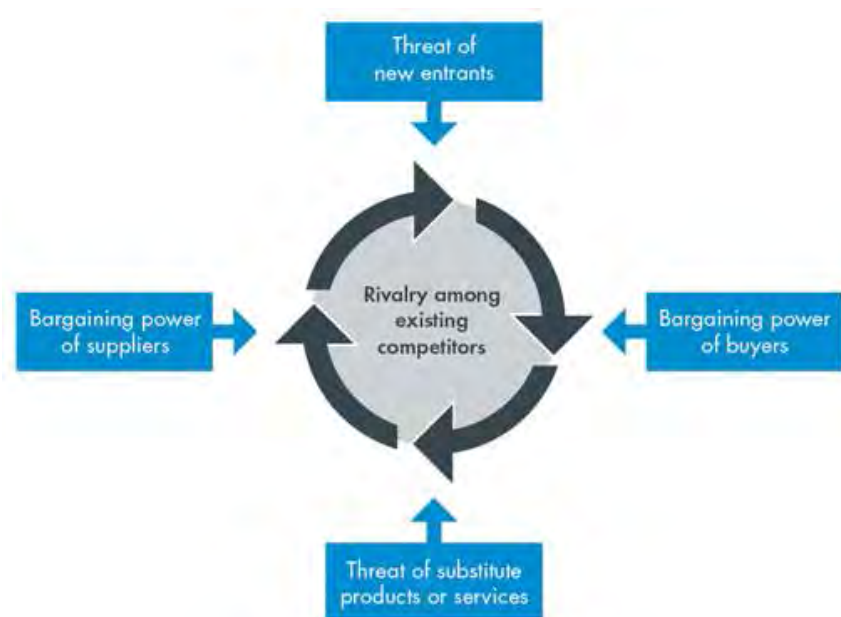 Threat of
new entrants
Bargaining power
of suppliers
Rivalry among
existing
competitors
Bargaining power
of buyers
Threat of substitute
products or services